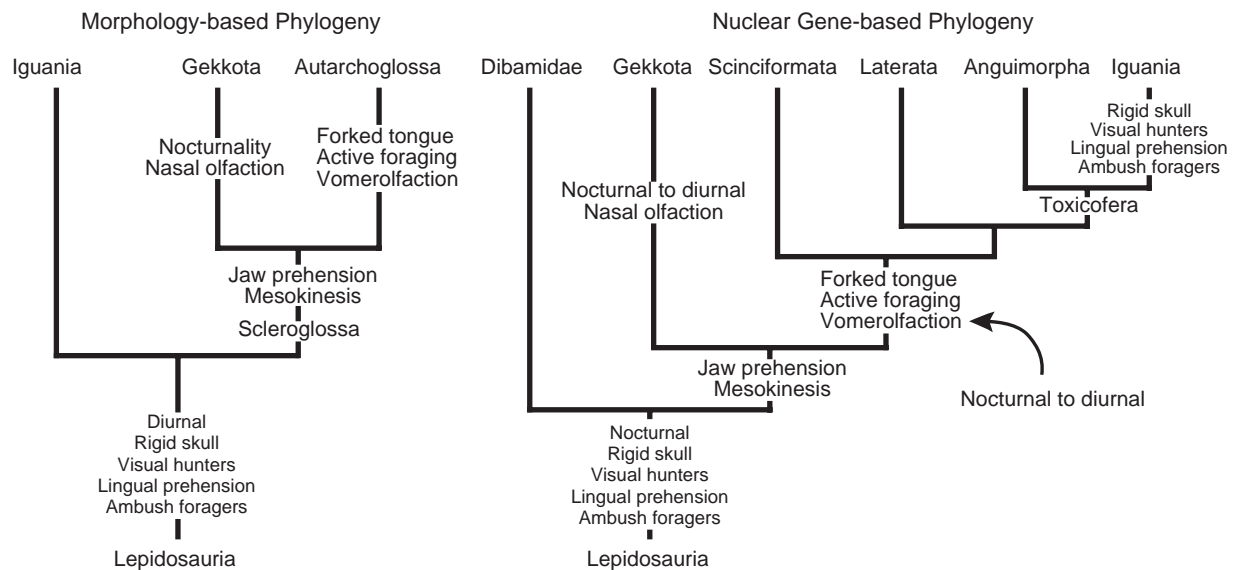 Morphology-based Phylogeny
Iguania
Gekkota
Autarchoglossa
Nocturnality
Nasal olfaction
Forked tongue
Active foraging
Vomerolfaction
Jaw prehension
Mesokinesis
Scleroglossa
Diurnal
Rigid skull
Visual hunters
Lingual prehension
Ambush foragers
Lepidosauria
Nuclear Gene-based Phylogeny
Dibamidae
Gekkota
Scinciformata
Laterata
Anguimorpha
Iguania
Rigid skull
Visual hunters
Lingual prehension
Ambush foragers
Nocturnal to diurnal
Nasal olfaction
Toxicofera
Forked tongue
Active foraging
Vomerolfaction
Jaw prehension
Mesokinesis
Nocturnal to diurnal
Nocturnal
Rigid skull
Visual hunters
Lingual prehension
Ambush foragers
Lepidosauria